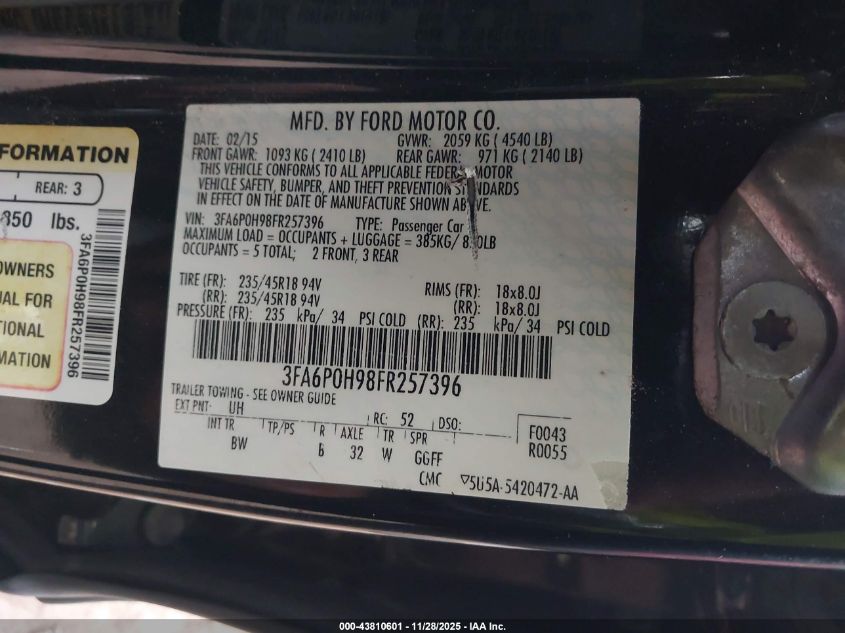 FORMATION
REAR: 3
850 lbs.
OWNERS
UAL FOR
TIONAL
RMATION
3FA6P0H98FR257396
MFD. BY FORD MOTOR CO.
DATE: 02/15 GVWR: 2059 KG ( 4540 LB)
FRONT GAWR: 1093 KG ( 2410 LB) REAR GAWR: 971 KG ( 2140 LB)
THIS VEHICLE CONFORMS TO ALL APPLICABLE FEDERAL MOTOR
VEHICLE SAFETY, BUMPER, AND THEFT PREVENTION STANDARDS
IN EFFECT ON THE DATE OF MANUFACTURE SHOWN ABOVE.
VIN: 3FA6P0H98FR257396 TYPE: Passenger Car
MAXIMUM LOAD = OCCUPANTS + LUGGAGE = 385KG/ 850LB
OCCUPANTS = 5 TOTAL; 2 FRONT, 3 REAR
TIRE (FR): 235/45R18 94V RIMS (FR): 18x8.0J
(RR): 235/45R18 94V (RR): 18x8.0J
PRESSURE (FR): 235 kPa/ 34 PSI COLD (RR): 235 kPa/ 34 PSI COLD
3FA6P0H98FR257396
TRAILER TOWING - SEE OWNER GUIDE
EXT PNT: UH RC: 52 DSO:
INT TR TP/PS R AXLE TR SPR F0043
BW 6 32 W GGFF R0055
CMC ▽5U5A-5420472-AA
000-43810601 - 11/28/2025 - IAA Inc.